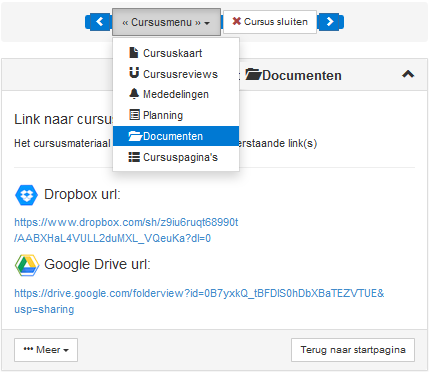 « Cursusmenu »
Cursus sluiten
Cursuskaart
Cursusreviews
Mededelingen
Planning
Documenten
Cursuspagina's
Documenten
Link naar cursus
Het cursusmateriaal erstaande link(s)
Dropbox url:
https://www.dropbox.com/sh/z9iu6ruqt68990t
/AABXHaL4VULL2duMXL_VQeuKa?dl=0
Google Drive url:
https://drive.google.com/folderview?id=0B7yxkQ_tBFDlS0hDbXBaTEZVTUE&
usp=sharing
••• Meer
Terug naar startpagina